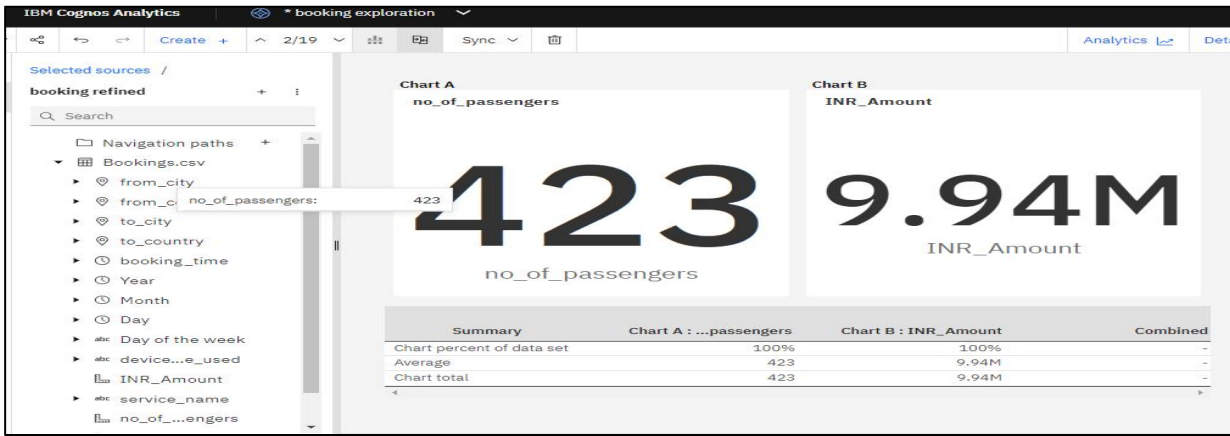 IBM Cognos Analytics * booking exploration
Create + 2/19 Sync Analytics Deta
Selected sources /
booking refined + ⋮
Search
Navigation paths +
Bookings.csv
from_city
from_c
no_of_passengers: 423
to_city
to_country
booking_time
Year
Month
Day
abc Day of the week
abc device...e_used
INR_Amount
abc service_name
no_of_...engers
Chart A
no_of_passengers
423
no_of_passengers
Chart B
INR_Amount
9.94M
INR_Amount
Summary Chart A : ...passengers Chart B : INR_Amount Combined
Chart percent of data set 100% 100% -
Average 423 9.94M -
Chart total 423 9.94M -